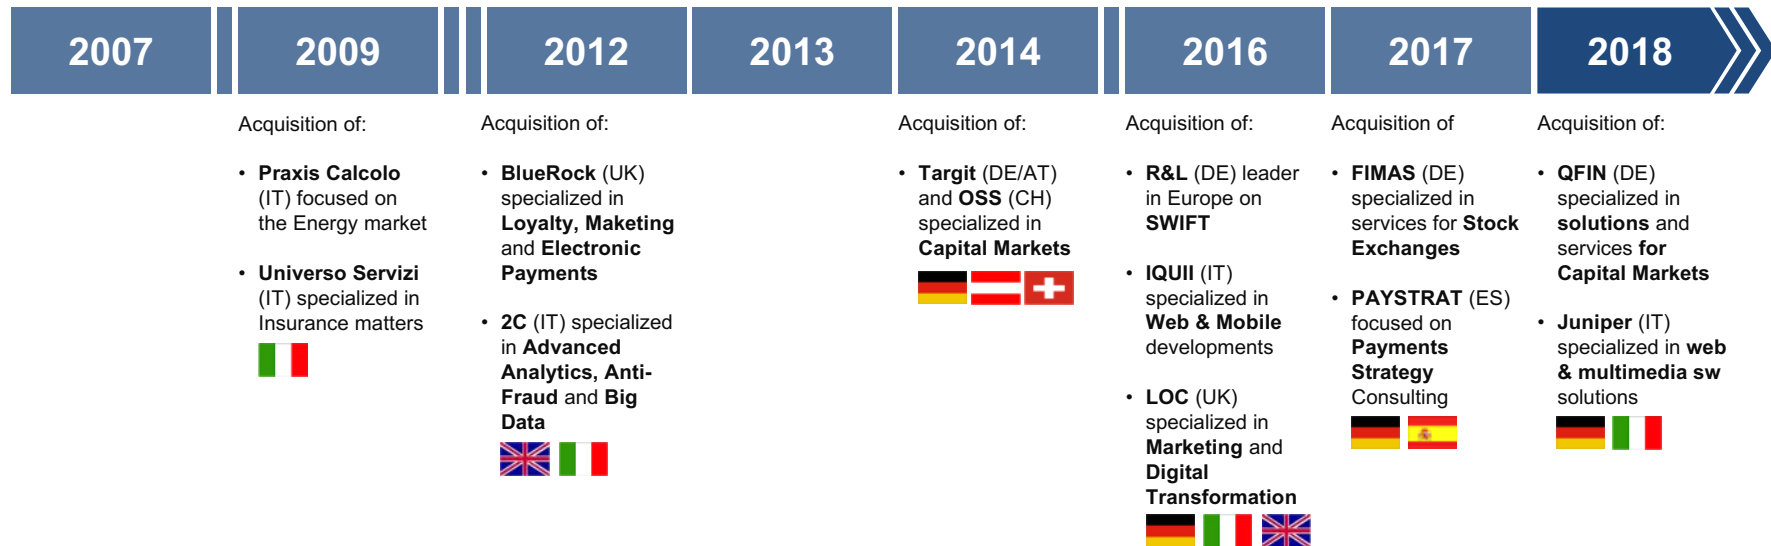 2007 2009 2012 2013 2014 2016 2017 2018
Acquisition of:
• Praxis Calcolo
(IT) focused on
the Energy market
• Universo Servizi
(IT) specialized in
Insurance matters
Acquisition of:
• BlueRock (UK)
specialized in
Loyalty, Maketing
and Electronic
Payments
• 2C (IT) specialized
in Advanced
Analytics, Anti-
Fraud and Big
Data
Acquisition of:
• Targit (DE/AT)
and OSS (CH)
specialized in
Capital Markets
Acquisition of:
• R&L (DE) leader
in Europe on
SWIFT
• IQUII (IT)
specialized in
Web & Mobile
developments
• LOC (UK)
specialized in
Marketing and
Digital
Transformation
Acquisition of
• FIMAS (DE)
specialized in
services for Stock
Exchanges
• PAYSTRAT (ES)
focused on
Payments
Strategy
Consulting
Acquisition of:
• QFIN (DE)
specialized in
solutions and
services for
Capital Markets
• Juniper (IT)
specialized in web
& multimedia sw
solutions